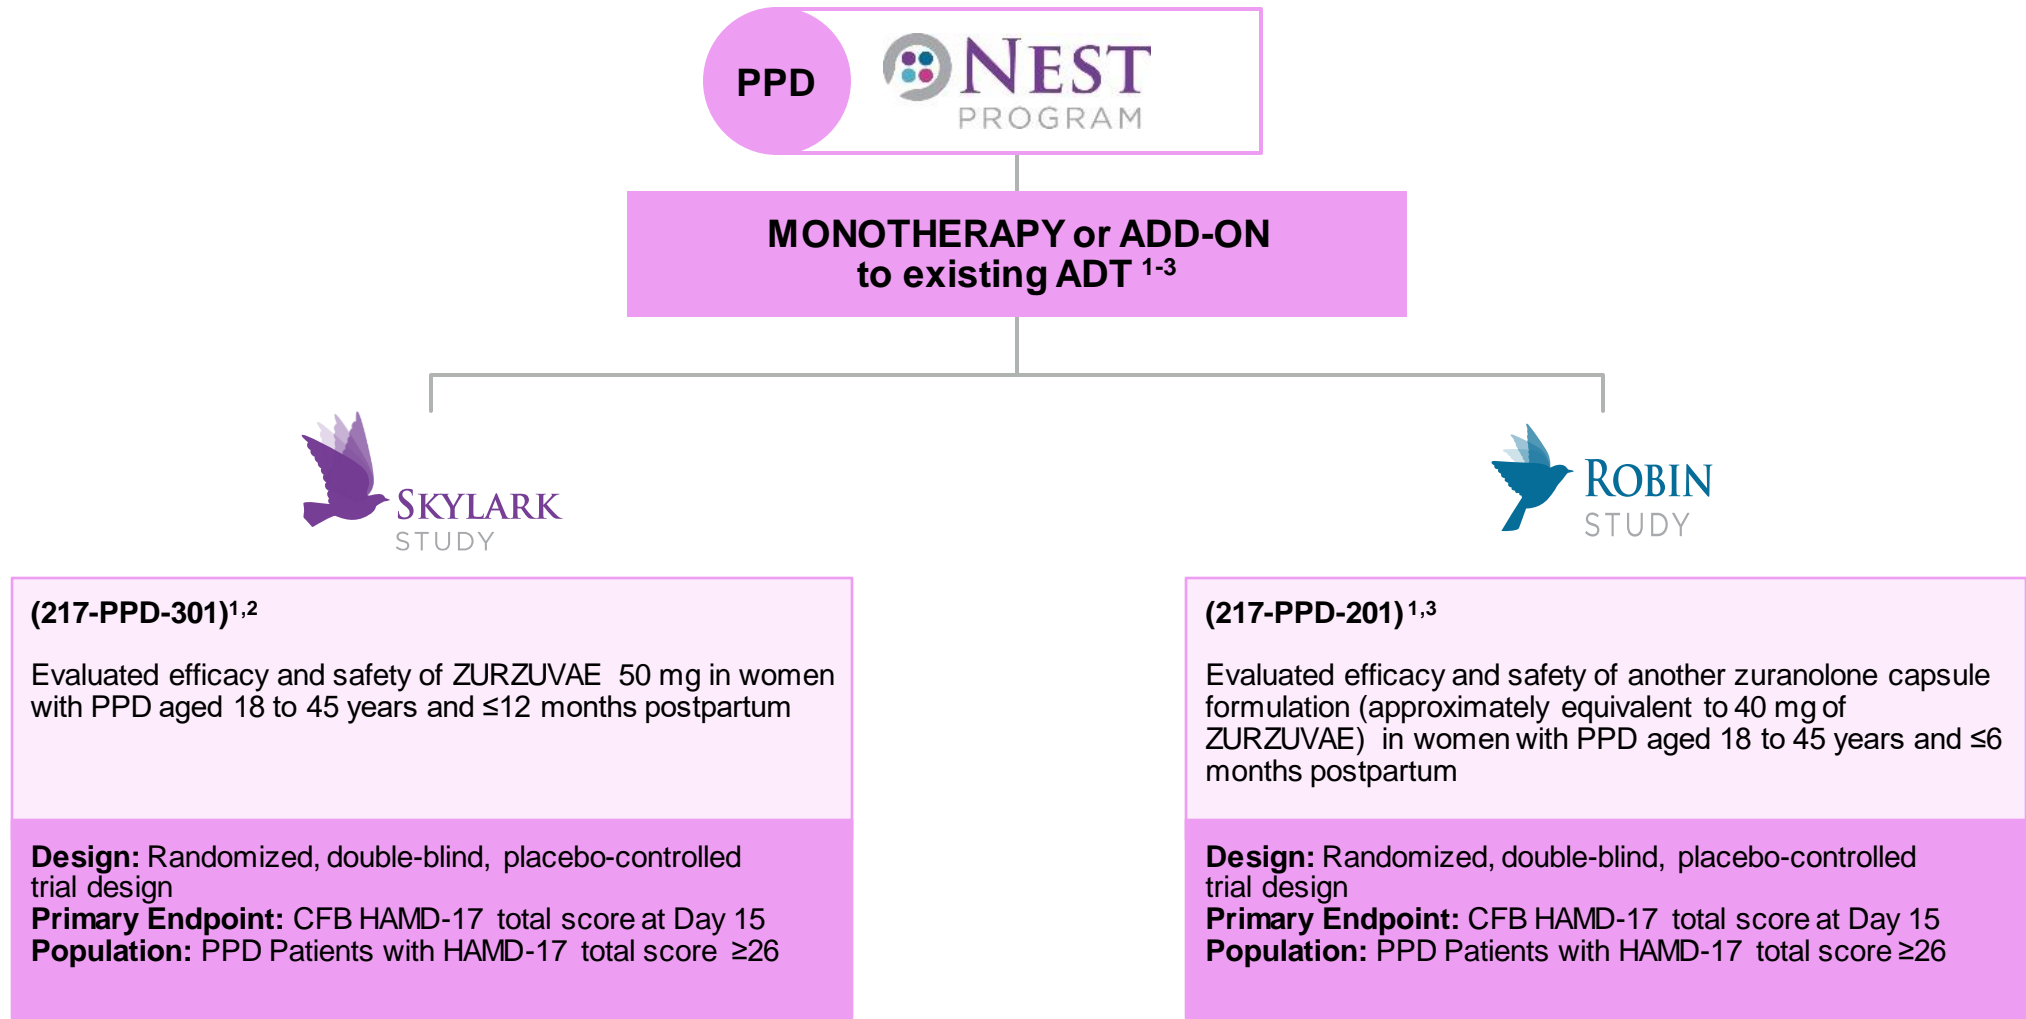 PPD
NEST
PROGRAM
MONOTHERAPY or ADD-ON
to existing ADT 1-3
SKYLARK
STUDY
(217-PPD-301)1,2
Evaluated efficacy and safety of ZURZUVAE 50 mg in women
with PPD aged 18 to 45 years and ≤12 months postpartum
Design: Randomized, double-blind, placebo-controlled
trial design
Primary Endpoint: CFB HAMD-17 total score at Day 15
Population: PPD Patients with HAMD-17 total score ≥26
ROBIN
STUDY
(217-PPD-201) 1,3
Evaluated efficacy and safety of another zuranolone capsule
formulation (approximately equivalent to 40 mg of
ZURZUVAE) in women with PPD aged 18 to 45 years and ≤6
months postpartum
Design: Randomized, double-blind, placebo-controlled
trial design
Primary Endpoint: CFB HAMD-17 total score at Day 15
Population: PPD Patients with HAMD-17 total score ≥26